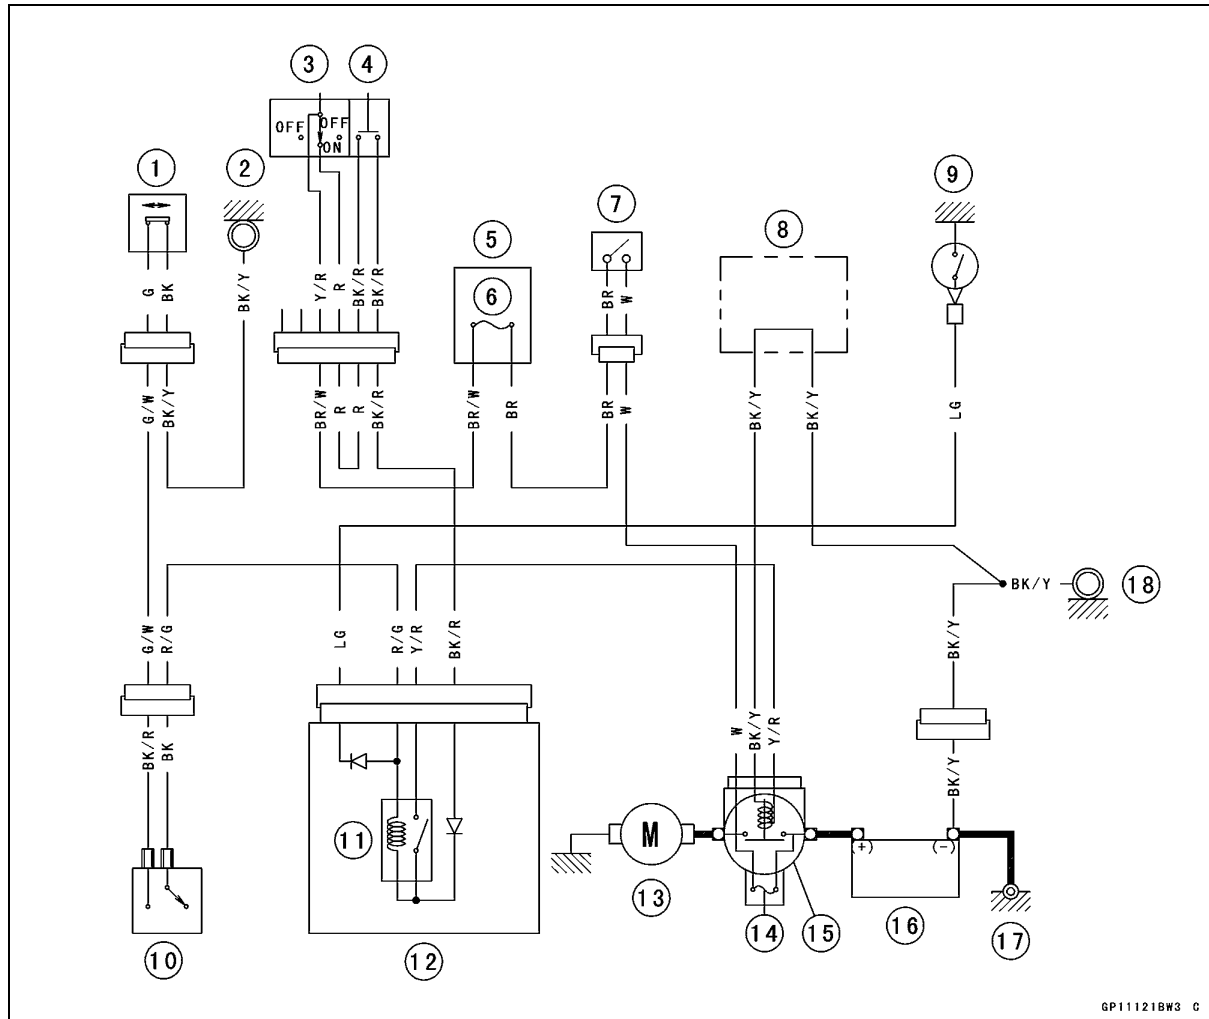 3
4
OFF
OFF
ON
1
2
9
7
5
8
6
G
BK
BK/Y
Y/R
R
BK/R
BK/R
BR
W
LG
G/W
BK/Y
BR/W
R
R
BK/R
BR/W
BR
BR
W
BK/Y
BK/Y
BK/Y
18
G/W
R/G
LG
R/G
Y/R
BK/R
BK/Y
W
BK/Y
Y/R
BK/R
BK
BK/Y
11
M
(+)
(-)
13
14
15
16
17
10
12
GP11121BW3 C